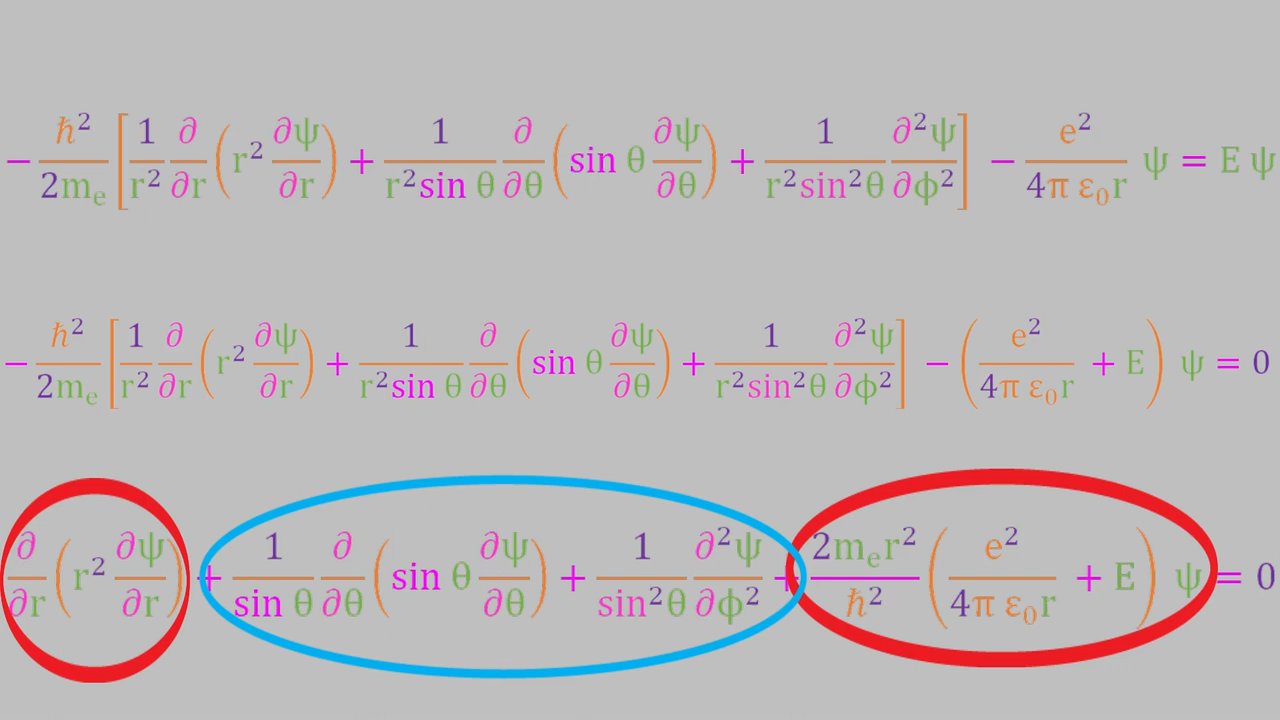 − ħ²/2mₑ [1/r² ∂/∂r (r² ∂ψ/∂r) + 1/r²sin θ ∂/∂θ (sin θ ∂ψ/∂θ) + 1/r²sin²θ ∂²ψ/∂ϕ²] − e²/4π ε₀r ψ = E ψ
− ħ²/2mₑ [1/r² ∂/∂r (r² ∂ψ/∂r) + 1/r²sin θ ∂/∂θ (sin θ ∂ψ/∂θ) + 1/r²sin²θ ∂²ψ/∂ϕ²] − (e²/4π ε₀r + E) ψ = 0
∂/∂r (r² ∂ψ/∂r) + 1/sin θ ∂/∂θ (sin θ ∂ψ/∂θ) + 1/sin²θ ∂²ψ/∂ϕ² + 2mₑr²/ħ² (e²/4π ε₀r + E) ψ = 0